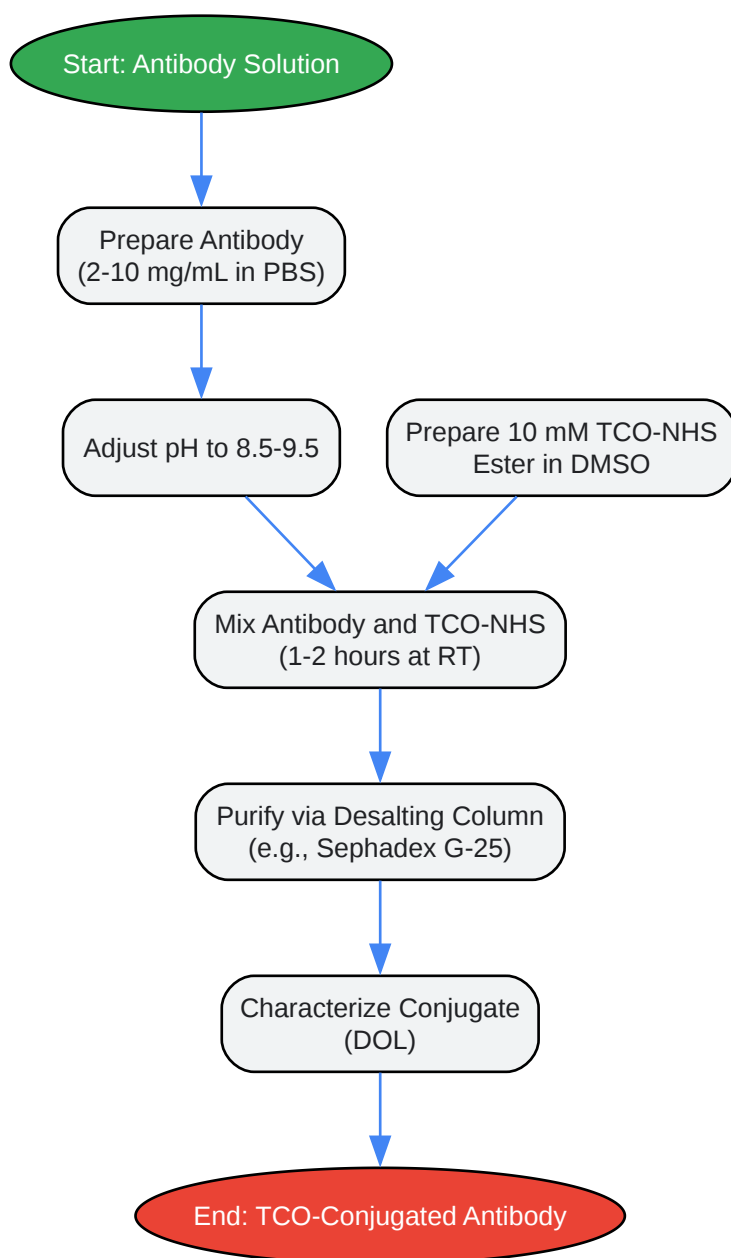 Start: Antibody Solution
Prepare Antibody
(2-10 mg/mL in PBS)
Adjust pH to 8.5-9.5
Prepare 10 mM TCO-NHS
Ester in DMSO
Mix Antibody and TCO-NHS
(1-2 hours at RT)
Purify via Desalting Column
(e.g., Sephadex G-25)
Characterize Conjugate
(DOL)
End: TCO-Conjugated Antibody